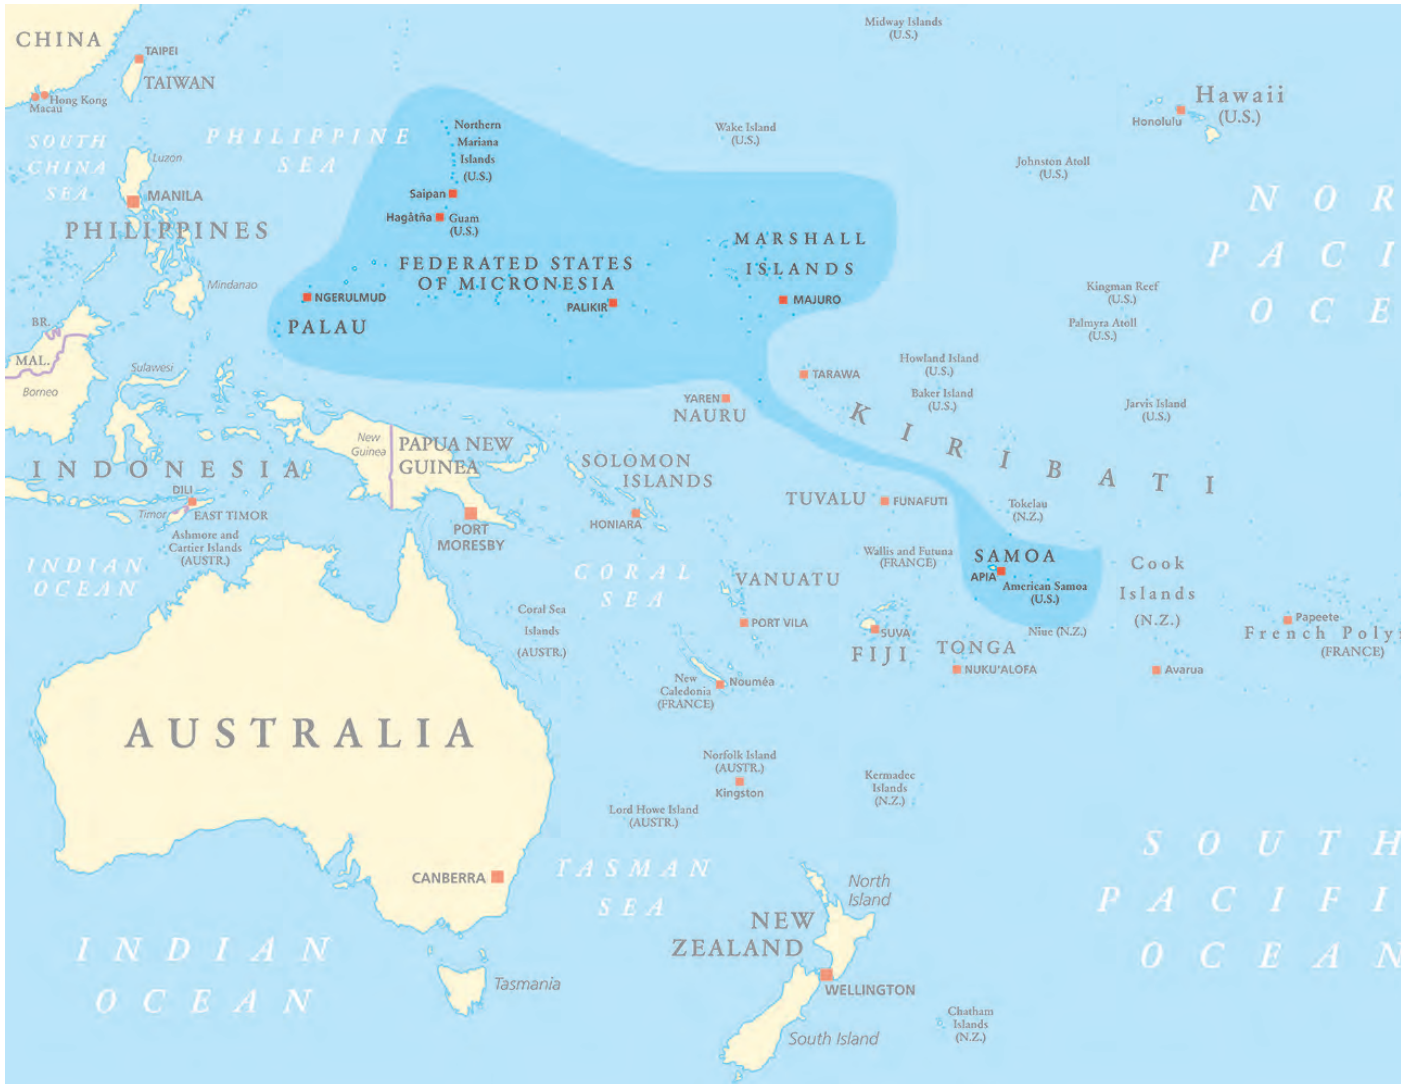 CHINA
TAIPEI
TAIWAN
Hong Kong
Macau
SOUTH
CHINA
SEA
PHILIPPINE
SEA
Luzon
MANILA
PHILIPPINES
Mindanao
Northern
Mariana
Islands
(U.S.)
Saipan
Hagåtña
Guam
(U.S.)
FEDERATED STATES
OF MICRONESIA
NGERULMUD
PALAU
PALIKIR
MARSHALL
ISLANDS
MAJURO
Midway Islands
(U.S.)
Wake Island
(U.S.)
Hawaii
(U.S.)
Honolulu
Johnston Atoll
(U.S.)
NOR
PACI
OCE
Kingman Reef
(U.S.)
Palmyra Atoll
(U.S.)
Howland Island
(U.S.)
Baker Island
(U.S.)
Jarvis Island
(U.S.)
BR.
MAL.
Borneo
Sulawesi
INDONESIA
DILI
Timor
EAST TIMOR
Ashmore and
Cartier Islands
(AUSTR.)
INDIAN
OCEAN
New
Guinea
PAPUA NEW
GUINEA
PORT
MORESBY
YAREN
NAURU
TARAWA
KIRIBATI
SOLOMON
ISLANDS
HONIARA
TUVALU
FUNAFUTI
Tokelau
(N.Z.)
Wallis and Futuna
(FRANCE)
SAMOA
APIA
American Samoa
(U.S.)
Niue (N.Z.)
Cook
Islands
(N.Z.)
Avarua
Papeete
French Poly
(FRANCE)
CORAL
SEA
Coral Sea
Islands
(AUSTR.)
VANUATU
PORT VILA
SUVA
FIJI
TONGA
NUKU'ALOFA
New
Caledonia
(FRANCE)
Nouméa
AUSTRALIA
CANBERRA
Norfolk Island
(AUSTR.)
Kingston
Lord Howe Island
(AUSTR.)
Kermadec
Islands
(N.Z.)
TASMAN
SEA
SOUTH
PACIFI
OCEAN
INDIAN
OCEAN
Tasmania
NEW
ZEALAND
North
Island
WELLINGTON
South Island
Chatham
Islands
(N.Z.)